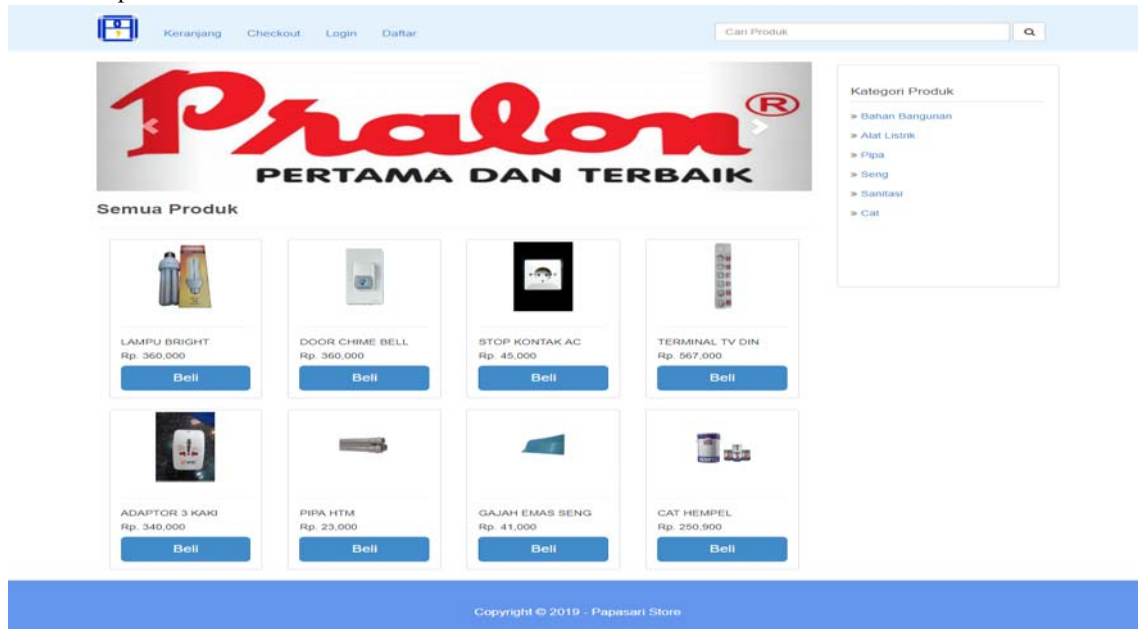 Keranjang Checkout Login Daftar Cari Produk
Pralon®
PERTAMA DAN TERBAIK
Kategori Produk
» Bahan Bangunan
» Alat Listrik
» Pipa
» Seng
» Sanitasi
» Cat
Semua Produk
LAMPU BRIGHT
Rp. 360,000
Beli
DOOR CHIME BELL
Rp. 360,000
Beli
STOP KONTAK AC
Rp. 45,000
Beli
TERMINAL TV DIN
Rp. 567,000
Beli
ADAPTOR 3 KAKI
Rp. 340,000
Beli
PIPA HTM
Rp. 23,000
Beli
GAJAH EMAS SENG
Rp. 41,000
Beli
CAT HEMPEL
Rp. 250,900
Beli
Copyright © 2019 - Papasari Store